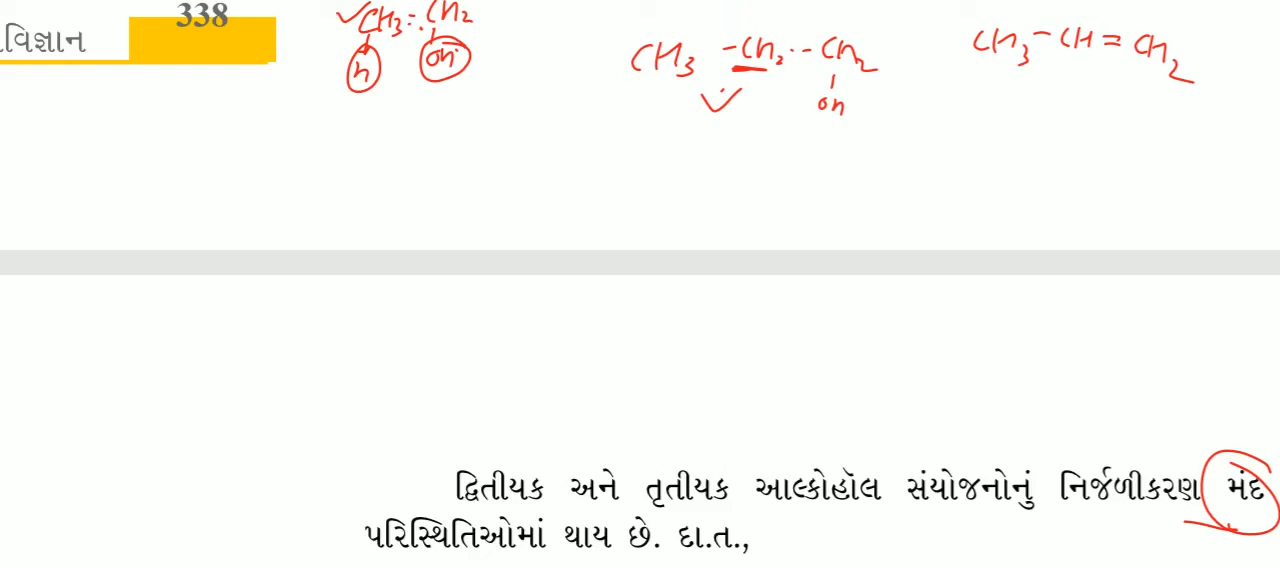 338
વિજ્ઞાન
CH3 = CH2
h oh
CH3 - CH2 - CH2
oh
CH3 - CH = CH2
દ્વિતીયક અને તૃતીયક આલ્કોહૉલ સંયોજનોનું નિર્જળીકરણ મંદ
પરિસ્થિતિઓમાં થાય છે. દા.ત.,